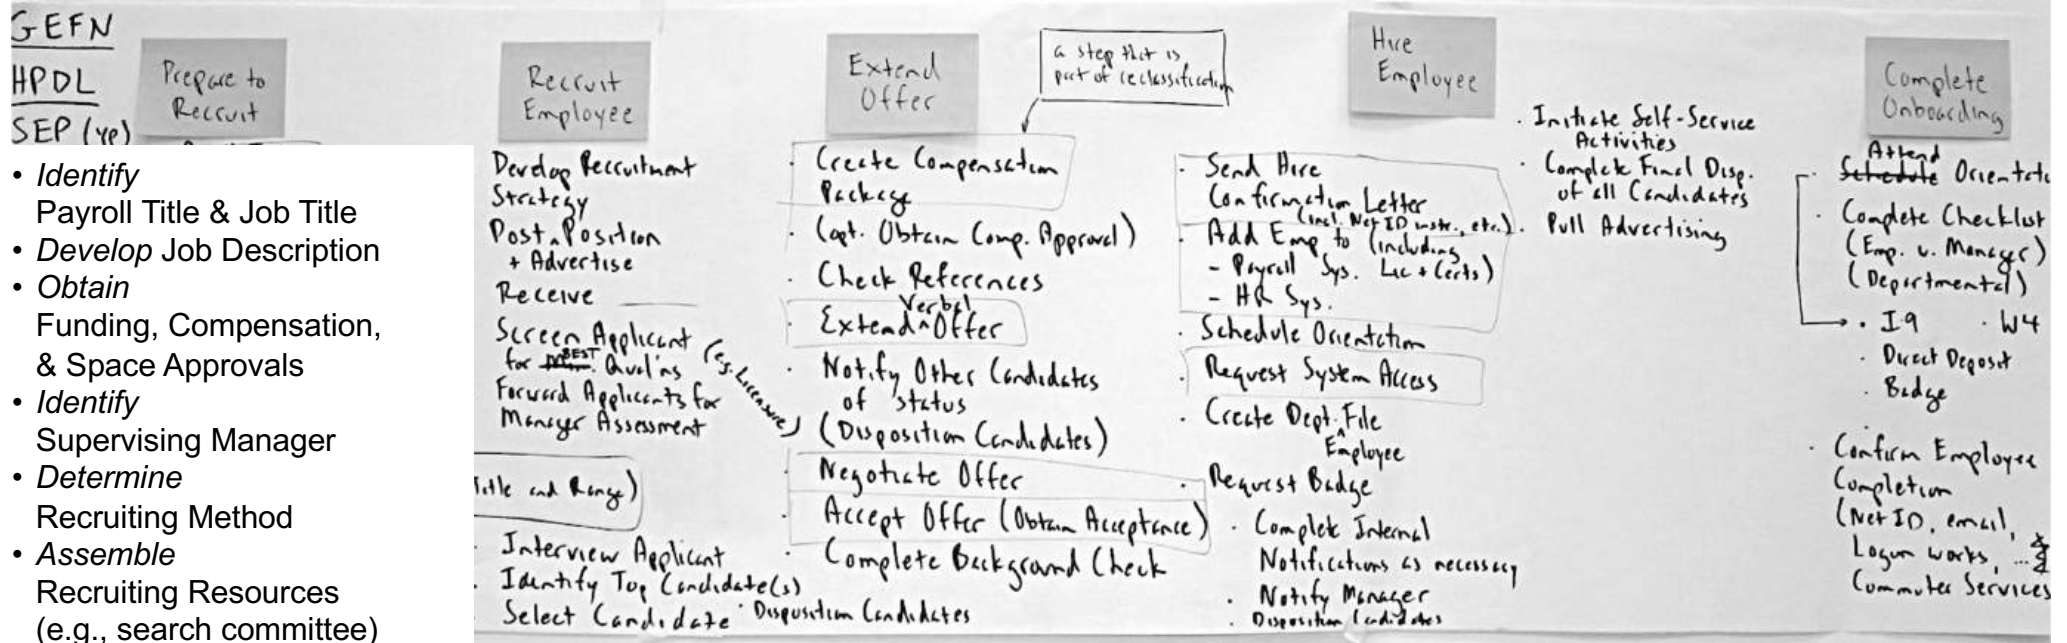 GEFN
HPDL
SEP (yp)
Prepare to
Recruit
• Identify
Payroll Title & Job Title
• Develop Job Description
• Obtain
Funding, Compensation,
& Space Approvals
• Identify
Supervising Manager
• Determine
Recruiting Method
• Assemble
Recruiting Resources
(e.g., search committee)
Recruit
Employee
Develop Recruitment
Strategy
Post Position
+ Advertise
Receive
Screen Applicant
for BEST Qual'ns
(e.g. Licensure)
Forward Applicants for
Manager Assessment
Title and Range)
· Interview Applicant
· Identify Top Candidate(s)
· Select Candidate · Disposition Candidates
Extend
Offer
a step that is
part of reclassification
· Create Compensation
Package
· (opt. Obtain Comp. Approval)
· Check References
· Extend ^ Verbal Offer
· Notify Other Candidates
of status
(Disposition Candidates)
· Negotiate Offer
· Accept Offer (Obtain Acceptance)
· Complete Background Check
Hire
Employee
· Send Hire
Confirmation Letter
(incl. Net ID instr., etc.)
· Add Emp to (including
- Payroll Sys. Lic + Certs)
- HR Sys.
· Schedule Orientation
· Request System Access
· Create Dept. ^ Employee File
· Request Badge
· Complete Internal
Notifications as necessary
· Notify Manager
· Disposition Candidates
· Initiate Self-Service
Activities
· Complete Final Disp.
of all Candidates
· Pull Advertising
Complete
Onboarding
Attend
· Schedule Orientatn
· Complete Checklist
(Emp. v. Manager)
(Departmental)
· I9 · W4
· Direct Deposit
· Badge
· Confirm Employee
Completion
(Net ID, email,
Logon works, ...
Commuter Services